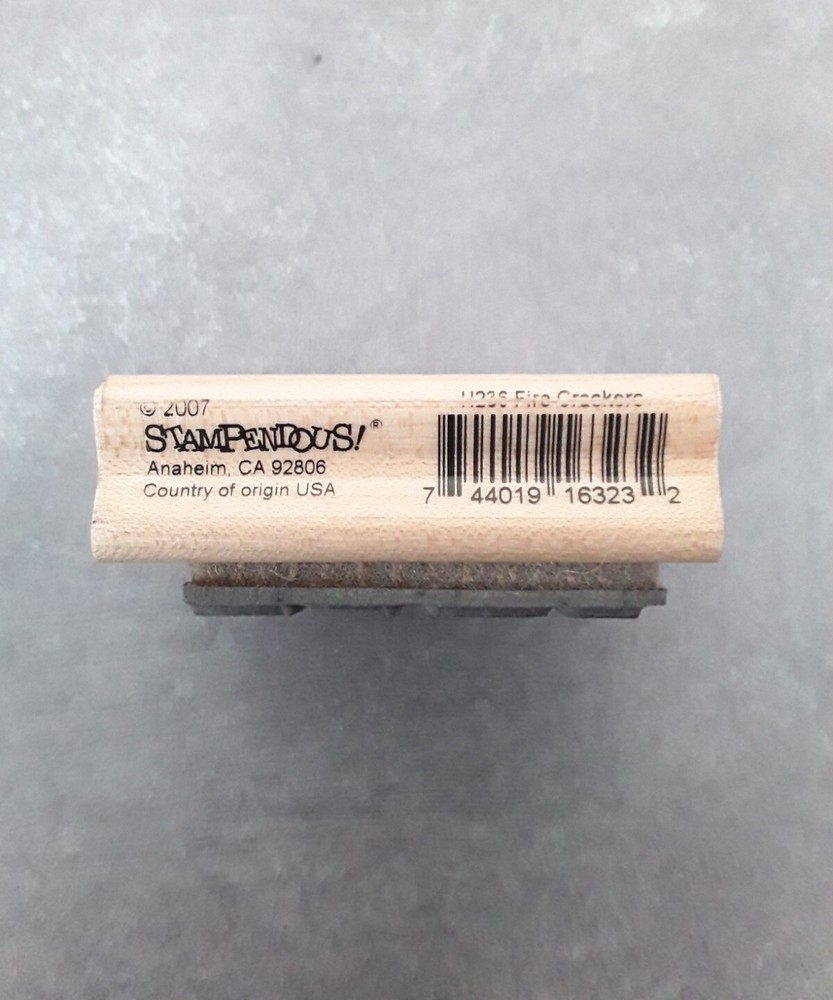 © 2007
STAMPENDOUS!®
Anaheim, CA 92806
Country of origin USA
H236 Fire Crackers
7 44019 16323 2